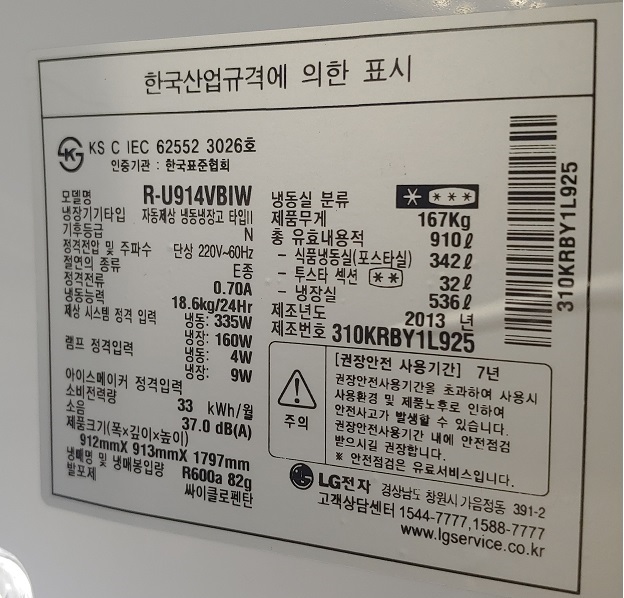 한국산업규격에 의한 표시
KS C IEC 62552 3026호
인증기관 : 한국표준협회
모델명 R-U914VBIW
냉장기기타입 자동제상 냉동냉장고 타입II
기후등급 N
정격전압 및 주파수 단상 220V~60Hz
절연의 종류 E종
정격전류 0.70A
냉동능력 18.6kg/24Hr
제상 시스템 정격 입력 냉동: 335W
냉장: 160W
램프 정격입력 냉동: 4W
냉장: 9W
아이스메이커 정격입력
소비전력량 33 kWh/월
소음 37.0 dB(A)
제품크기(폭x깊이x높이)
912mmX 913mmX 1797mm
냉매명 및 냉매봉입량 R600a 82g
발포제 싸이클로펜탄
냉동실 분류 * ***
제품무게 167Kg
총 유효내용적 910ℓ
- 식품냉동실(포스타실) 342ℓ
- 투스타 섹션 ** 32ℓ
- 냉장실 536ℓ
제조년도 2013 년
제조번호 310KRBY1L925
주의
[권장안전 사용기간] 7년
권장안전사용기간을 초과하여 사용시
사용환경 및 제품노후로 인하여
안전사고가 발생할 수 있습니다.
권장안전사용기간 내에 안전점검
받으시길 권장합니다.
※ 안전점검은 유료서비스입니다.
LG전자 경상남도 창원시 가음정동 391-2
고객상담센터 1544-7777,1588-7777
www.lgservice.co.kr
310KRBY1L925